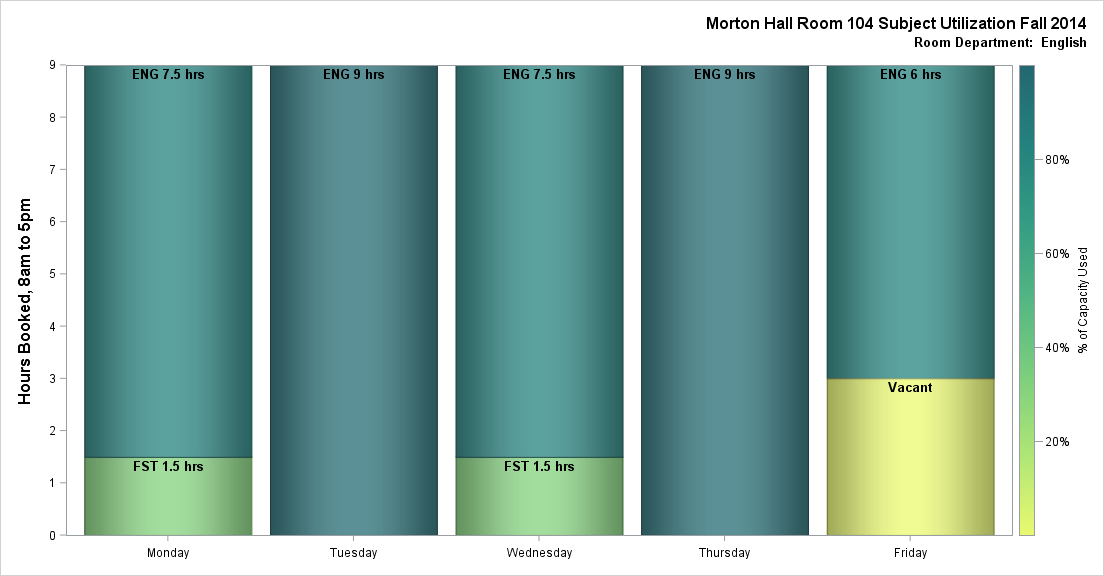 Morton Hall Room 104 Subject Utilization Fall 2014
Room Department: English
Hours Booked, 8am to 5pm
9
8
7
6
5
4
3
2
1
0
ENG 7.5 hrs
FST 1.5 hrs
ENG 9 hrs
ENG 7.5 hrs
FST 1.5 hrs
ENG 9 hrs
ENG 6 hrs
Vacant
Monday
Tuesday
Wednesday
Thursday
Friday
80%
60%
40%
20%
% of Capacity Used